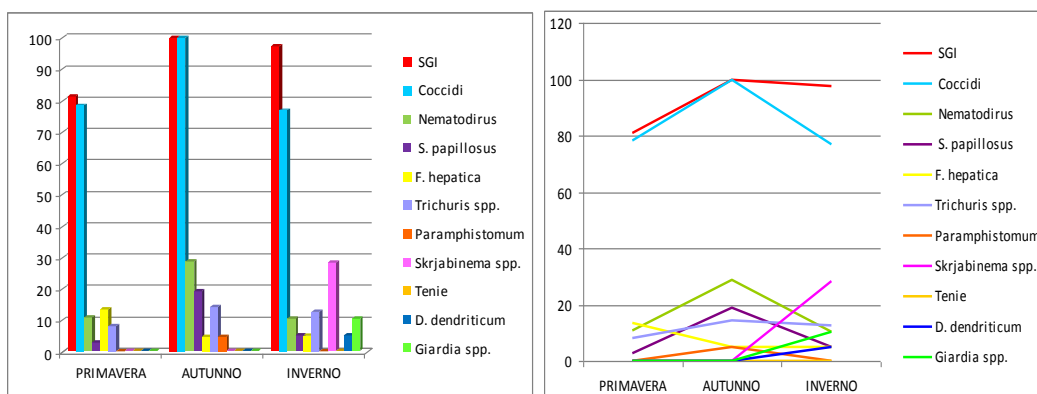 100
90
80
70
60
50
40
30
20
10
0
PRIMAVERA AUTUNNO INVERNO
SGI
Coccidi
Nematodirus
S. papillosus
F. hepatica
Trichuris spp.
Paramphistomum
Skrjabinema spp.
Tenie
D. dendriticum
Giardia spp.
120
100
80
60
40
20
0
PRIMAVERA AUTUNNO INVERNO
SGI
Coccidi
Nematodirus
S. papillosus
F. hepatica
Trichuris spp.
Paramphistomum
Skrjabinema spp.
Tenie
D. dendriticum
Giardia spp.